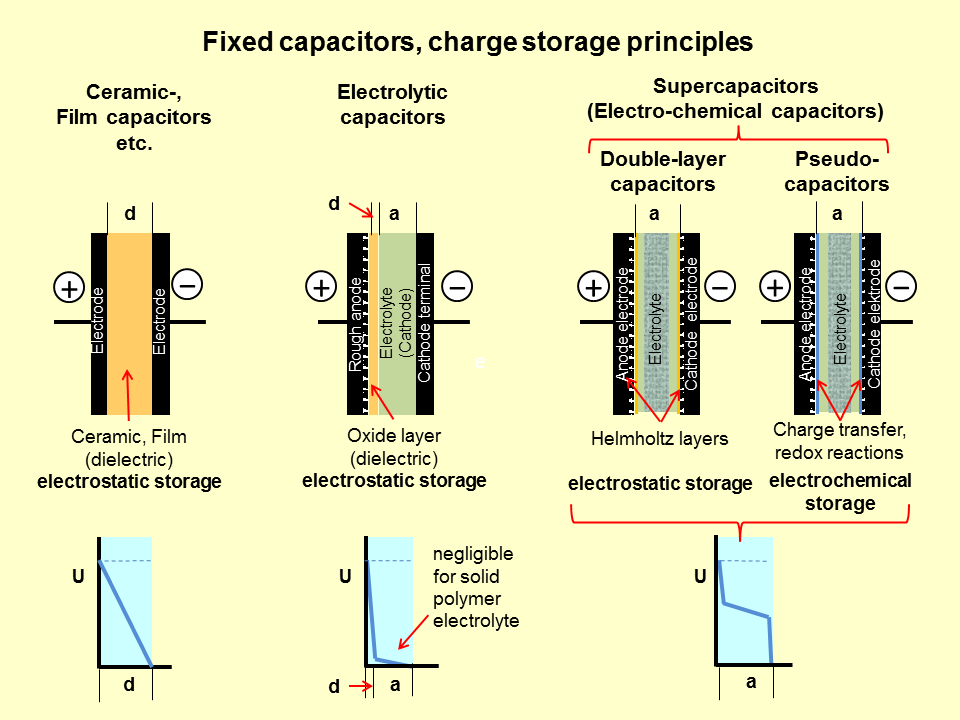 Fixed capacitors, charge storage principles
Ceramic-,
Film capacitors
etc.
Electrolytic
capacitors
Supercapacitors
(Electro-chemical capacitors)
Double-layer
capacitors
Pseudo-
capacitors
d
d
a
a
a
+
−
+
−
+
−
+
−
Electrode
Electrode
Rough anode
Electrolyte
(Cathode)
Cathode terminal
e
Anode electrode
Electrolyte
Cathode electrode
Anode electrode
Electrolyte
Cathode elektrode
Ceramic, Film
(dielectric)
electrostatic storage
Oxide layer
(dielectric)
electrostatic storage
Helmholtz layers
electrostatic storage
Charge transfer,
redox reactions
electrochemical
storage
U
d
U
negligible
for solid
polymer
electrolyte
d
a
U
a